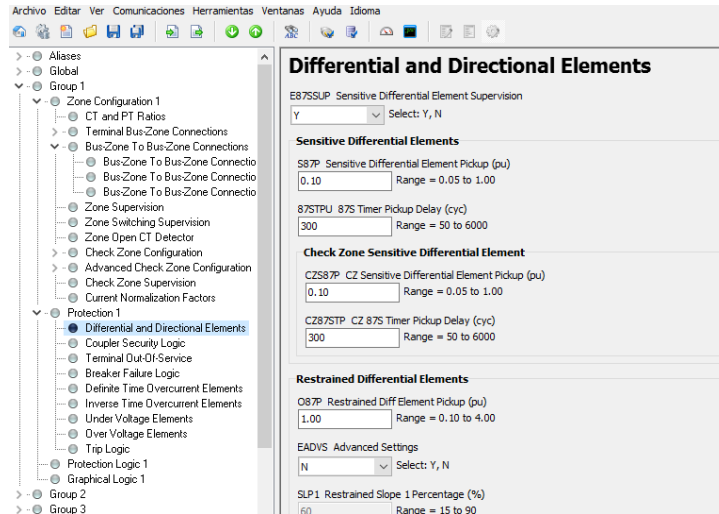 Archivo Editar Ver Comunicaciones Herramientas Ventanas Ayuda Idioma
Aliases
Global
Group 1
Zone Configuration 1
CT and PT Ratios
Terminal Bus-Zone Connections
Bus-Zone To Bus-Zone Connections
Bus-Zone To Bus-Zone Connectio
Bus-Zone To Bus-Zone Connectio
Bus-Zone To Bus-Zone Connectio
Zone Supervision
Zone Switching Supervision
Zone Open CT Detector
Check Zone Configuration
Advanced Check Zone Configuration
Check Zone Supervision
Current Normalization Factors
Protection 1
Differential and Directional Elements
Coupler Security Logic
Terminal Out-Of-Service
Breaker Failure Logic
Definite Time Overcurrent Elements
Inverse Time Overcurrent Elements
Under Voltage Elements
Over Voltage Elements
Trip Logic
Protection Logic 1
Graphical Logic 1
Group 2
Group 3
Differential and Directional Elements
E87SSUP Sensitive Differential Element Supervision
Y Select: Y, N
Sensitive Differential Elements
S87P Sensitive Differential Element Pickup (pu)
0.10 Range = 0.05 to 1.00
87STPU 87S Timer Pickup Delay (cyc)
300 Range = 50 to 6000
Check Zone Sensitive Differential Element
CZS87P CZ Sensitive Differential Element Pickup (pu)
0.10 Range = 0.05 to 1.00
CZ87STP CZ 87S Timer Pickup Delay (cyc)
300 Range = 50 to 6000
Restrained Differential Elements
O87P Restrained Diff Element Pickup (pu)
1.00 Range = 0.10 to 4.00
EADVS Advanced Settings
N Select: Y, N
SLP1 Restrained Slope 1 Percentage (%)
60 Range = 15 to 90